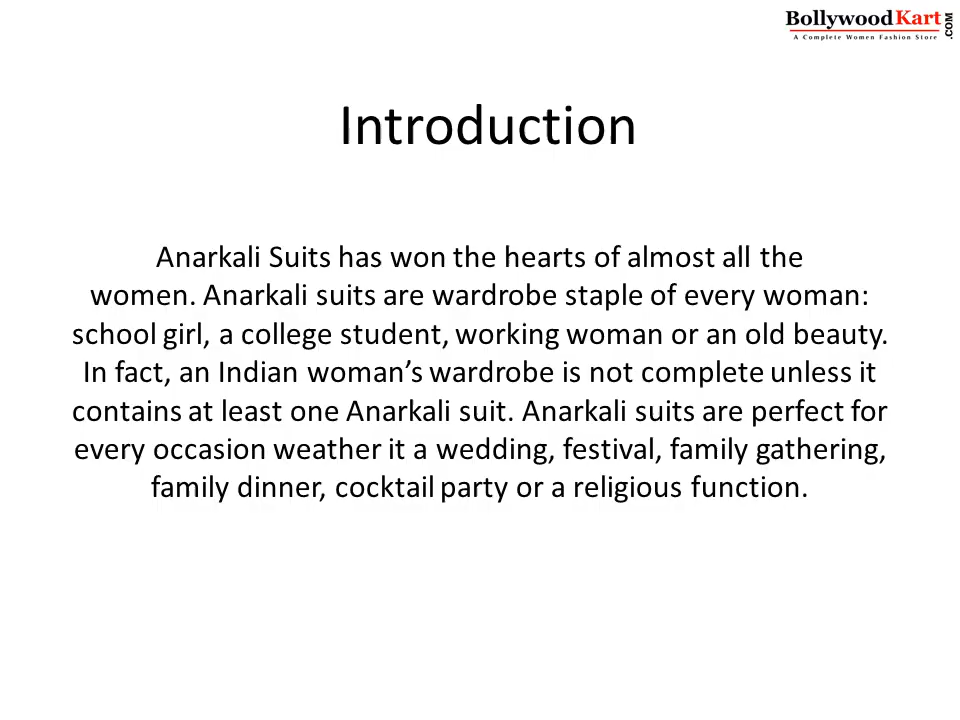 BollywoodKart.COM
A Complete Women Fashion Store
Introduction
Anarkali Suits has won the hearts of almost all the
women. Anarkali suits are wardrobe staple of every woman:
school girl, a college student, working woman or an old beauty.
In fact, an Indian woman’s wardrobe is not complete unless it
contains at least one Anarkali suit. Anarkali suits are perfect for
every occasion weather it a wedding, festival, family gathering,
family dinner, cocktail party or a religious function.